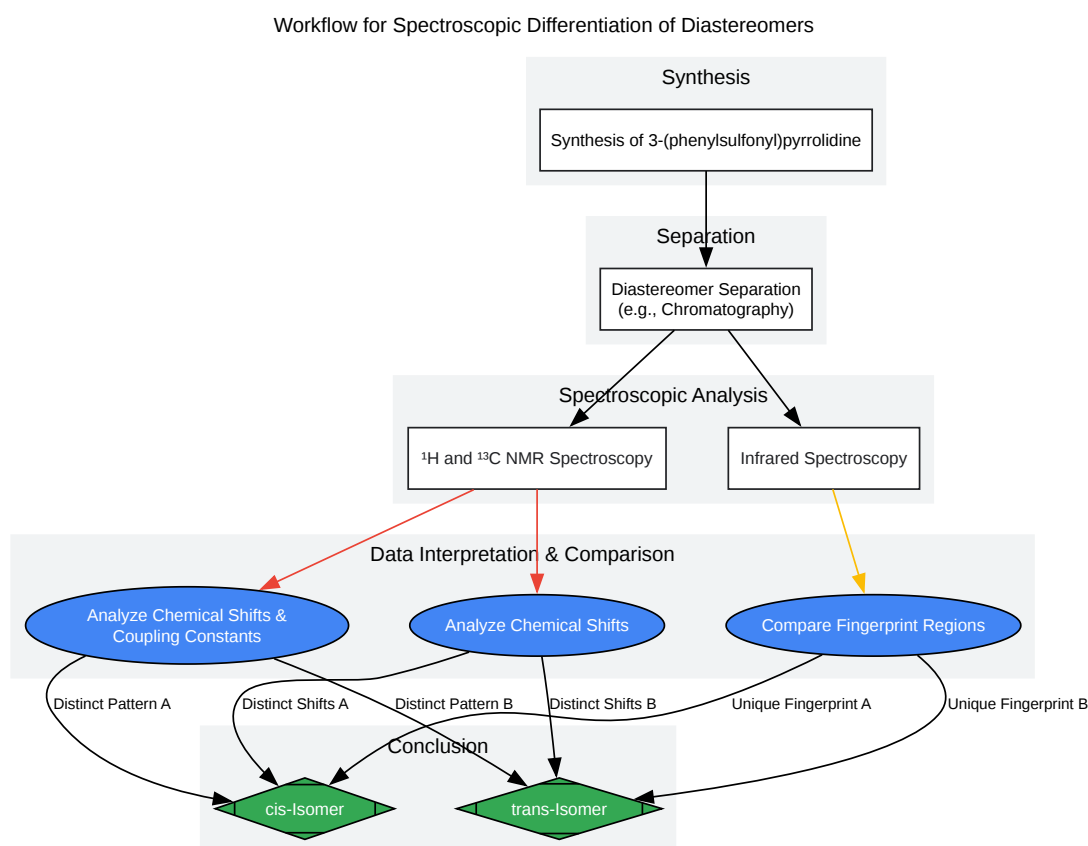 Workflow for Spectroscopic Differentiation of Diastereomers
Synthesis
Synthesis of 3-(phenylsulfonyl)pyrrolidine
Separation
Diastereomer Separation
(e.g., Chromatography)
Spectroscopic Analysis
¹H and ¹³C NMR Spectroscopy
Infrared Spectroscopy
Data Interpretation & Comparison
Analyze Chemical Shifts &
Coupling Constants
Analyze Chemical Shifts
Compare Fingerprint Regions
Distinct Pattern A
Distinct Shifts A
Distinct Pattern B
Distinct Shifts B
Unique Fingerprint A
Unique Fingerprint B
Conclusion
cis-Isomer
trans-Isomer